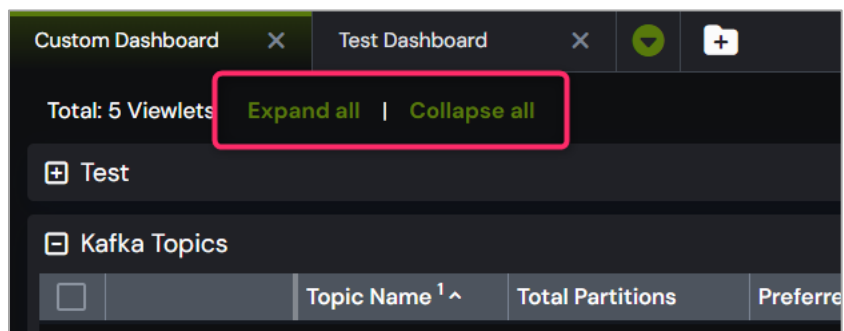 Custom Dashboard Test Dashboard
Total: 5 Viewlets Expand all | Collapse all
Test
Kafka Topics
Topic Name 1 Total Partitions Preferre